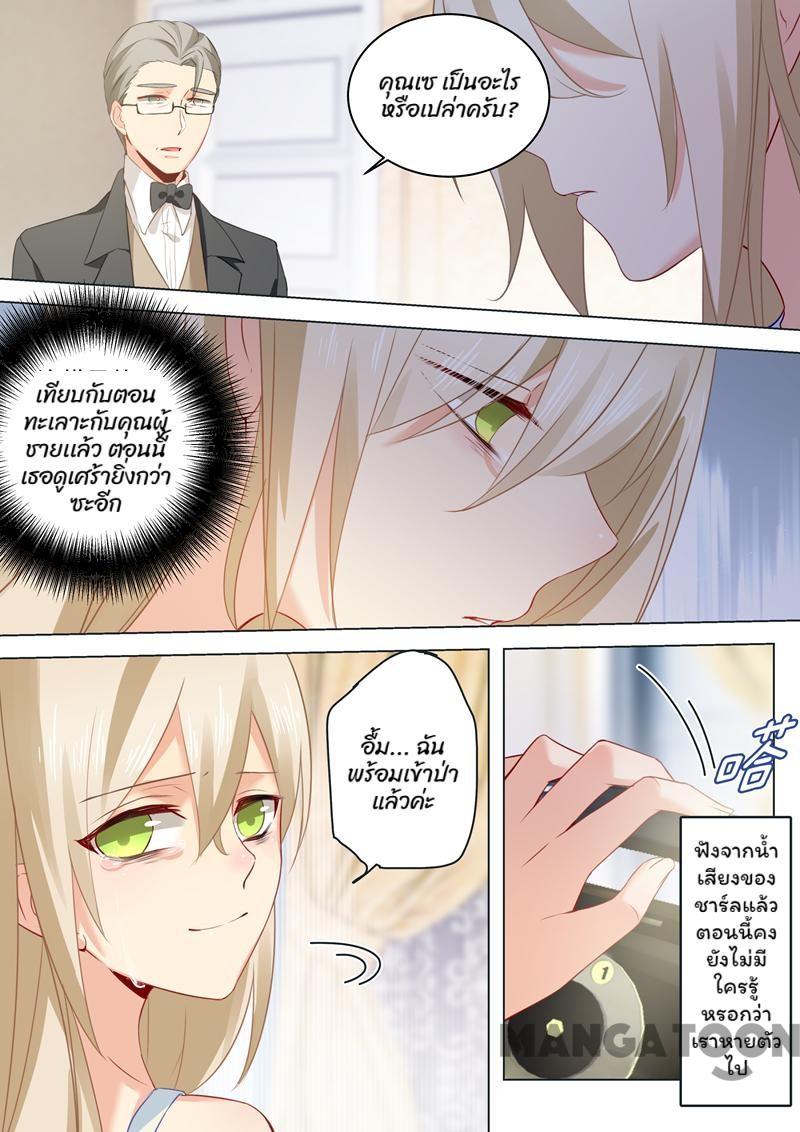 คุณเซ เป็นอะไร
หรือเปล่าครับ?
เทียบกับตอน
ทะเลาะกับคุณผู้
ชายแล้ว ตอนนี้
เธอดูเศร้ายิ่งกว่า
ซะอีก
อื้ม... ฉัน
พร้อมเข้าป่า
แล้วค่ะ
嗒
ฟังจากน้ำ
เสียงของ
ชาร์ลแล้ว
ตอนนี้คง
ยังไม่มี
ใครรู้
หรอกว่า
เราหายตัว
ไป
1
MANGATOON